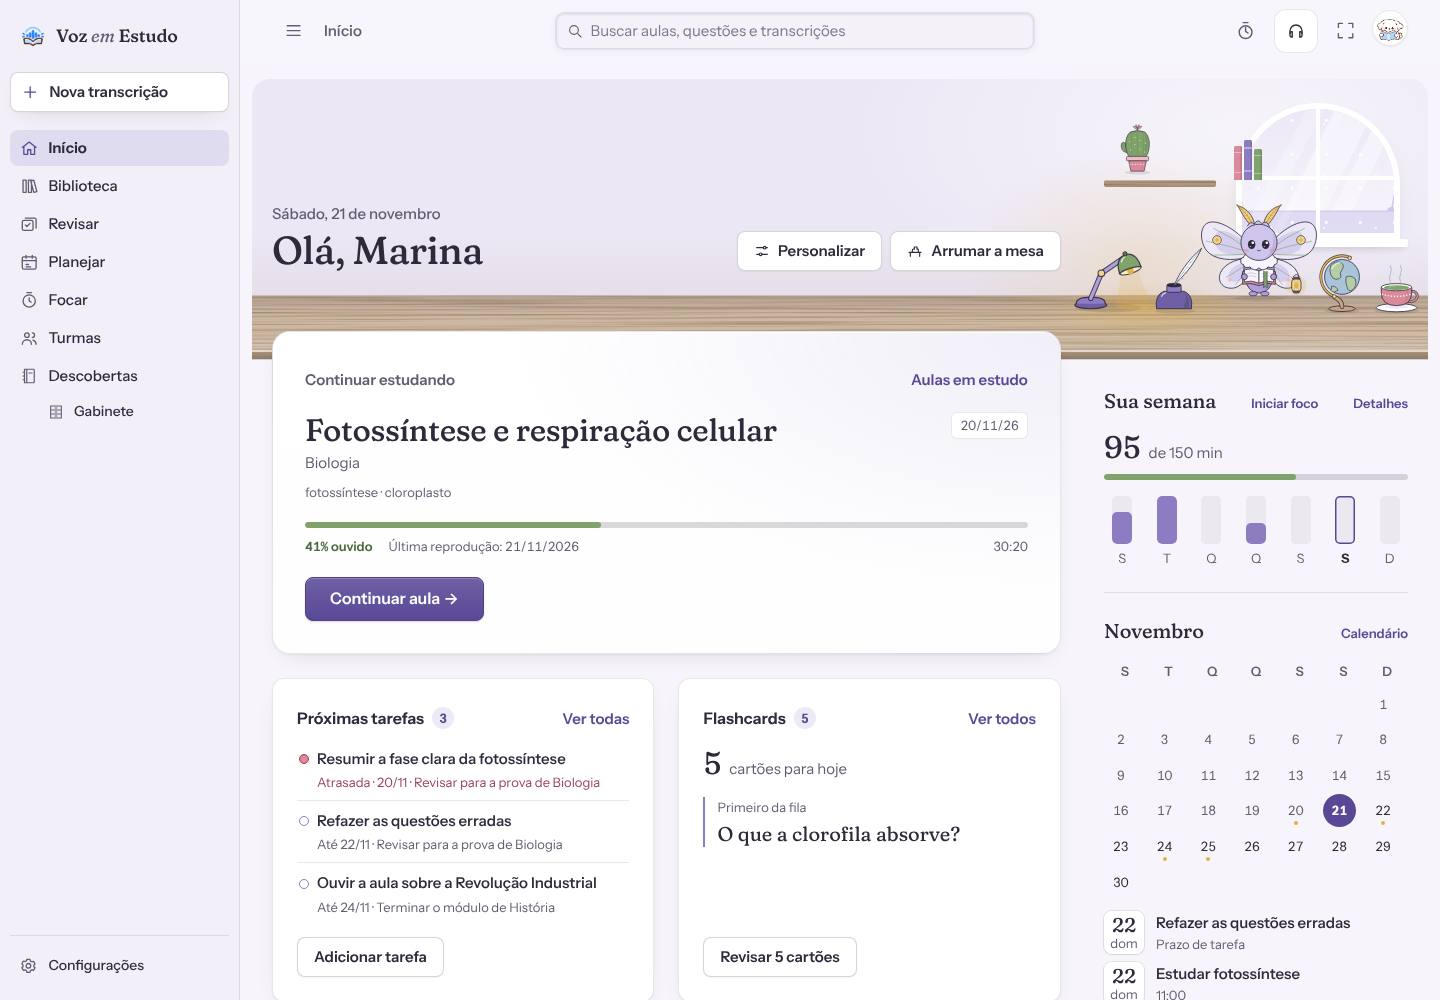 Voz em Estudo
Nova transcrição
Início
Biblioteca
Revisar
Planejar
Focar
Turmas
Descobertas
Gabinete
Configurações
Início
Buscar aulas, questões e transcrições
Sábado, 21 de novembro
Olá, Marina
Personalizar
Arrumar a mesa
Continuar estudando
Aulas em estudo
Fotossíntese e respiração celular
20/11/26
Biologia
fotossíntese · cloroplasto
41% ouvido
Última reprodução: 21/11/2026
30:20
Continuar aula →
Próximas tarefas 3
Ver todas
Resumir a fase clara da fotossíntese
Atrasada · 20/11 · Revisar para a prova de Biologia
Refazer as questões erradas
Até 22/11 · Revisar para a prova de Biologia
Ouvir a aula sobre a Revolução Industrial
Até 24/11 · Terminar o módulo de História
Adicionar tarefa
Flashcards 5
Ver todos
5 cartões para hoje
Primeiro da fila
O que a clorofila absorve?
Revisar 5 cartões
Sua semana
Iniciar foco
Detalhes
95 de 150 min
S T Q Q S S D
Novembro
Calendário
S T Q Q S S D
1
2 3 4 5 6 7 8
9 10 11 12 13 14 15
16 17 18 19 20 21 22
23 24 25 26 27 28 29
30
22 dom
Refazer as questões erradas
Prazo de tarefa
22 dom
Estudar fotossíntese
11:00